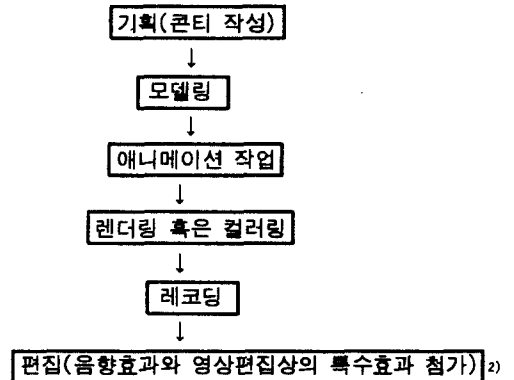 기획(콘티 작성)
↓
모델링
↓
애니메이션 작업
↓
렌더링 혹은 컬러링
↓
레코딩
↓
편집(음향효과와 영상편집상의 특수효과 첨가)2)